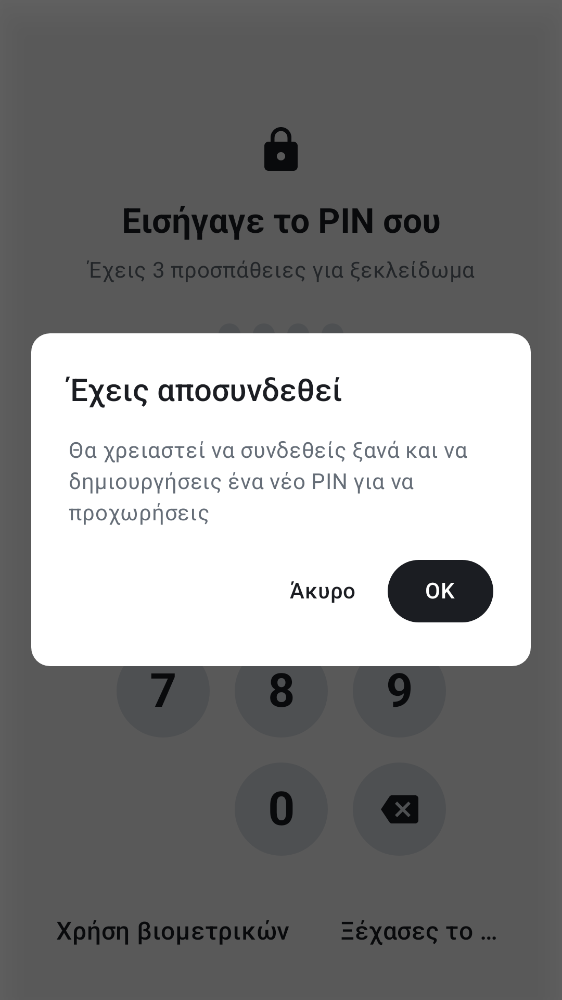 Εισήγαγε το PIN σου
Έχεις 3 προσπάθειες για ξεκλείδωμα
Έχεις αποσυνδεθεί
Θα χρειαστεί να συνδεθείς ξανά και να
δημιουργήσεις ένα νέο PIN για να
προχωρήσεις
Άκυρο OK
7 8 9
0
Χρήση βιομετρικών Ξέχασες το ...